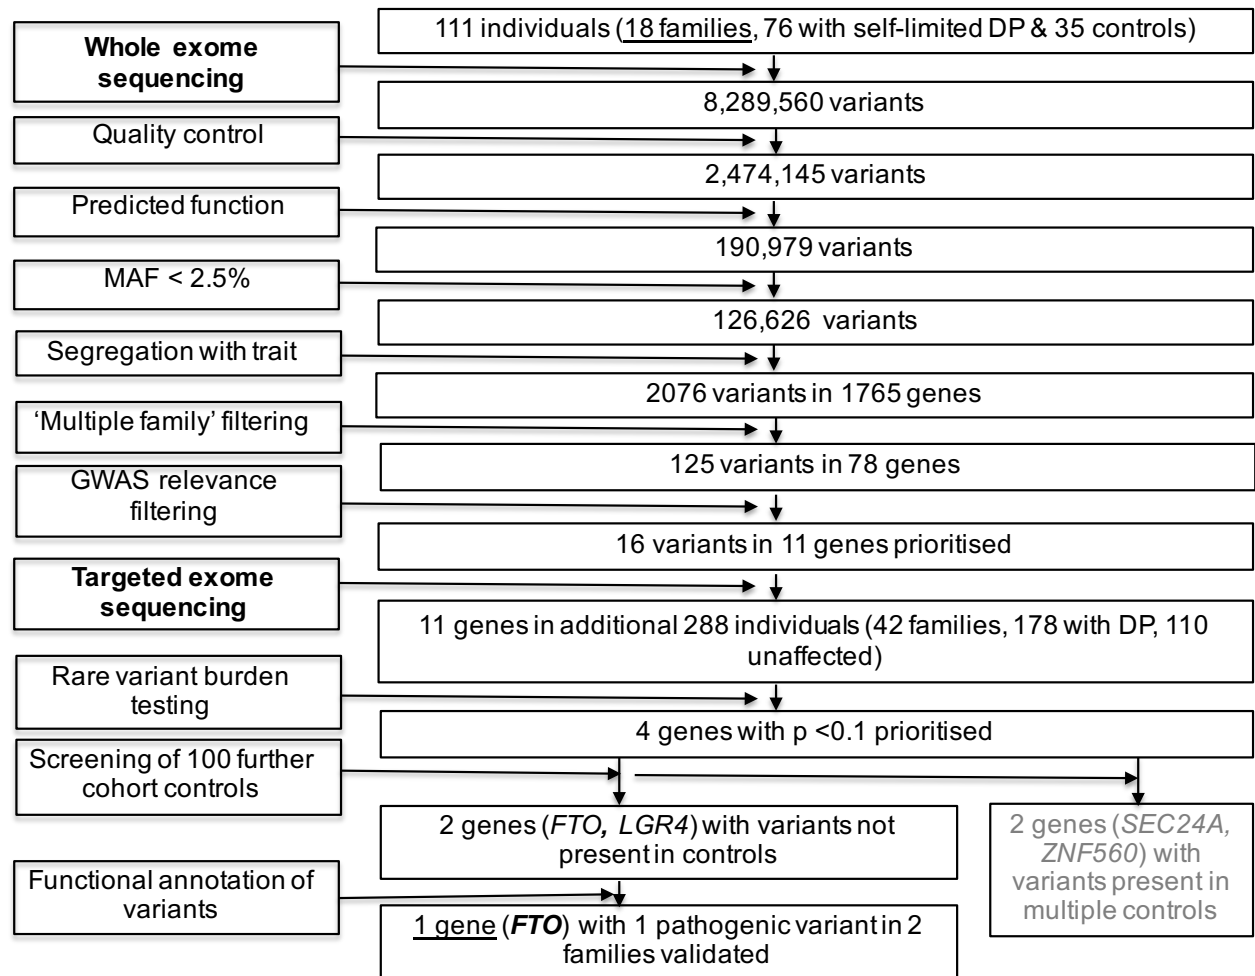 111 individuals (18 families, 76 with self-limited DP & 35 controls)
Whole exome
sequencing
8,289,560 variants
Quality control
2,474,145 variants
Predicted function
190,979 variants
MAF < 2.5%
126,626 variants
Segregation with trait
2076 variants in 1765 genes
‘Multiple family’ filtering
125 variants in 78 genes
GWAS relevance
filtering
16 variants in 11 genes prioritised
Targeted exome
sequencing
11 genes in additional 288 individuals (42 families, 178 with DP, 110
unaffected)
Rare variant burden
testing
4 genes with p <0.1 prioritised
Screening of 100 further
cohort controls
2 genes (FTO, LGR4) with variants not
present in controls
2 genes (SEC24A,
ZNF560) with
variants present in
multiple controls
Functional annotation of
variants
1 gene (FTO) with 1 pathogenic variant in 2
families validated